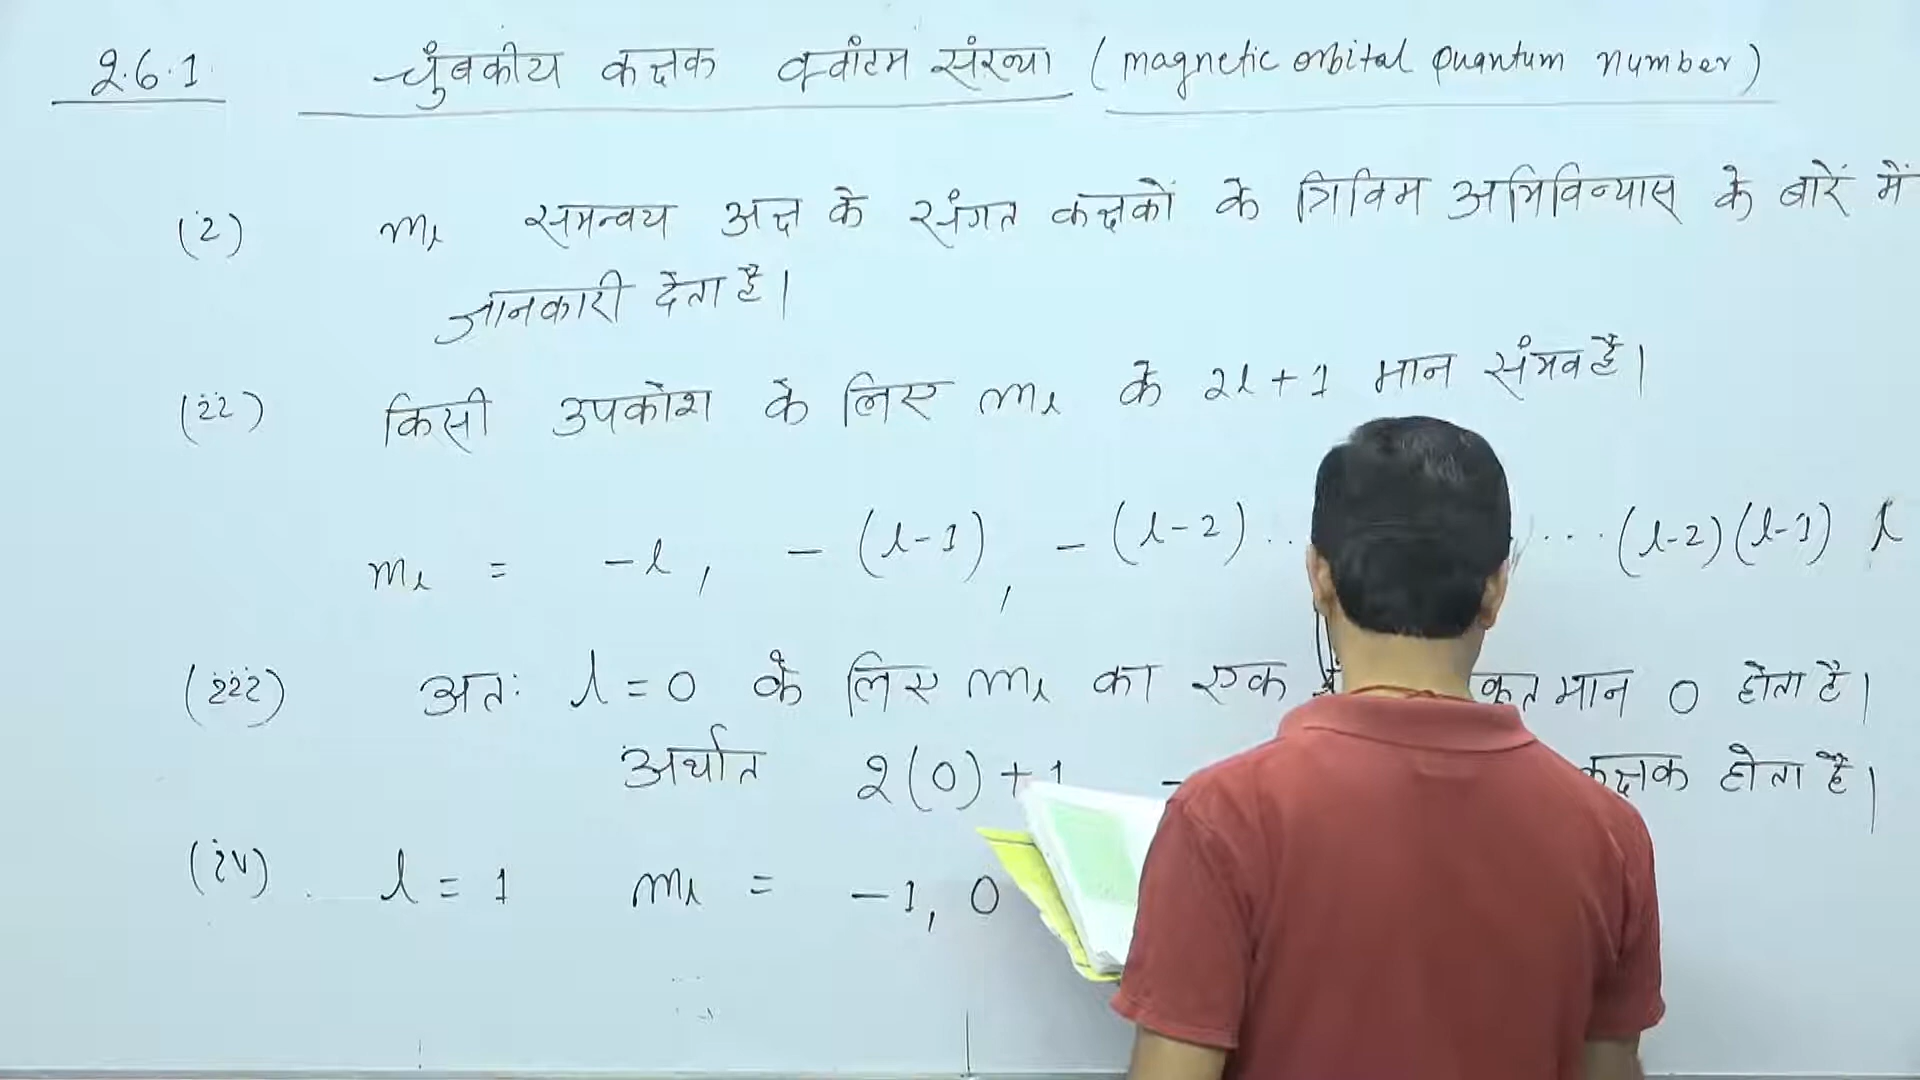 2.6.1 चुंबकीय कक्षक क्वांटम संख्या (magnetic orbital quantum number)
(i) mₗ समन्वय अक्ष के संगत कक्षकों के त्रिविम अभिविन्यास के बारें में
जानकारी देता है।
(ii) किसी उपकोश के लिए mₗ के 2l+1 मान संभव है।
mₗ = -l, -(l-1), -(l-2).. ...(l-2)(l-1) l
(iii) अतः l=0 के लिए mₗ का एक मान 0 होता है।
अर्थात 2(0)+1 कक्षक होता है।
(iv) l = 1 mₗ = -1, 0